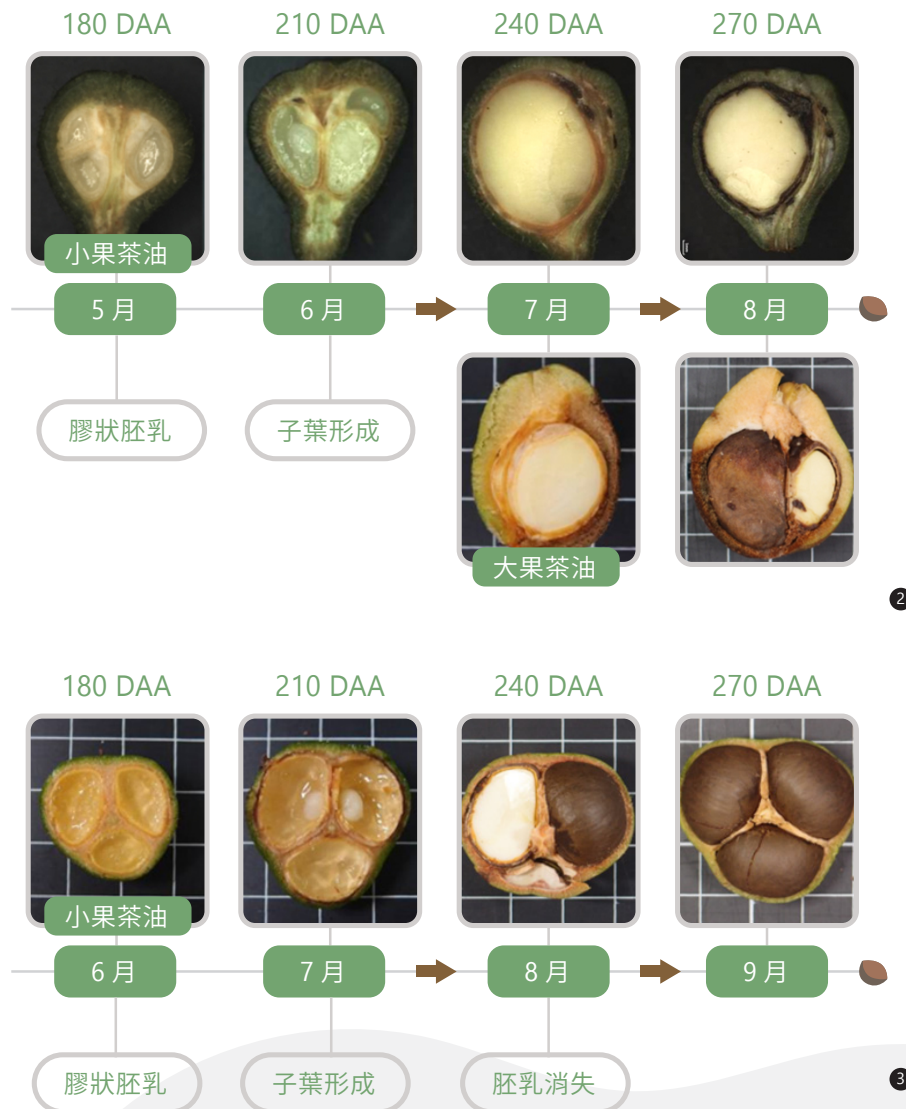 180 DAA
210 DAA
240 DAA
270 DAA
小果茶油
5 月
6 月
7 月
8 月
膠狀胚乳
子葉形成
大果茶油
2
180 DAA
210 DAA
240 DAA
270 DAA
小果茶油
6 月
7 月
8 月
9 月
膠狀胚乳
子葉形成
胚乳消失
3